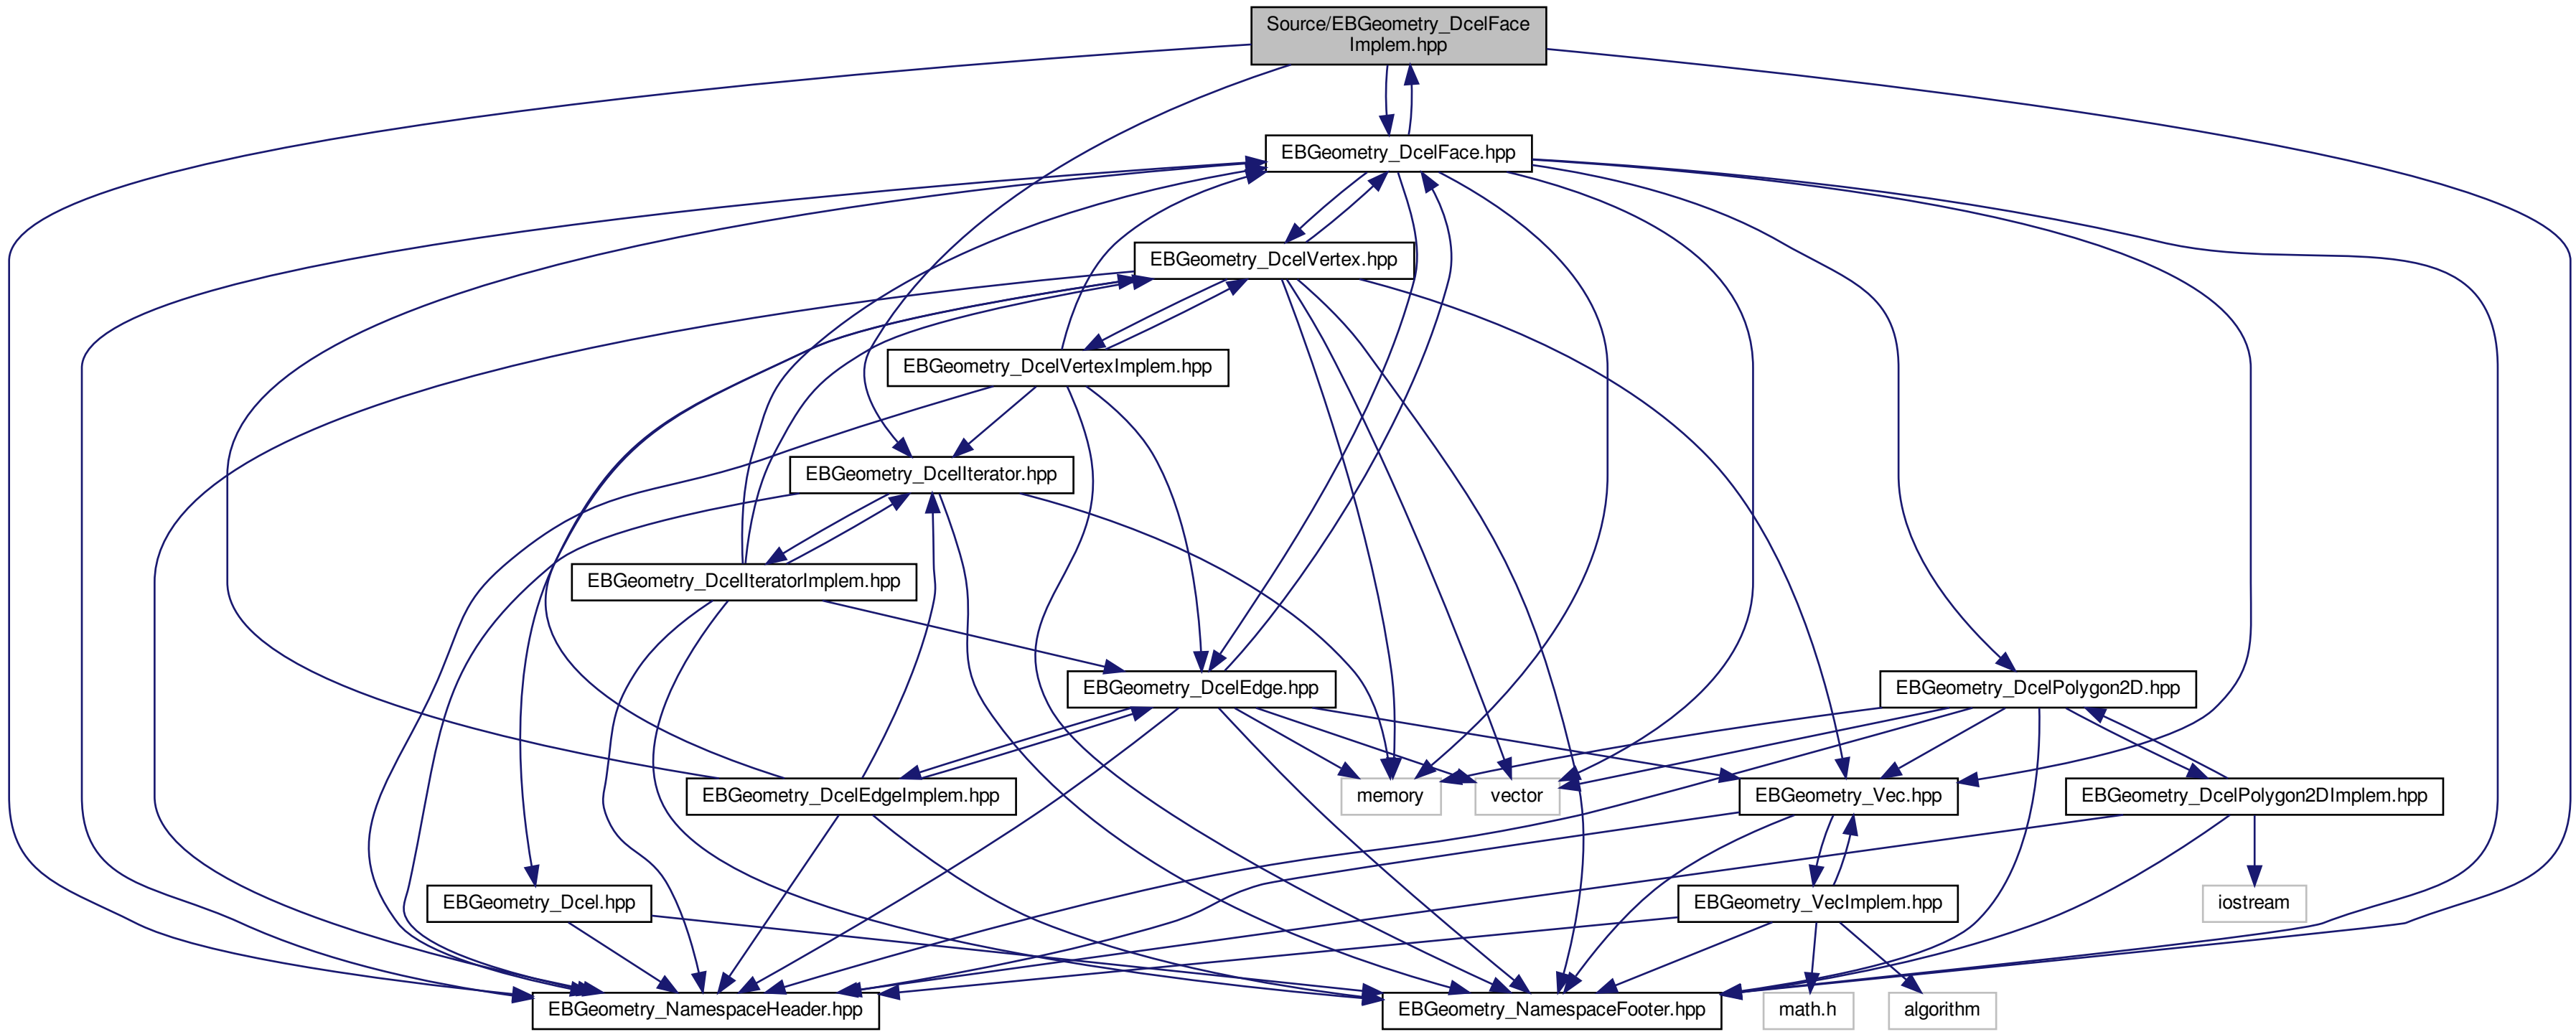 Source/EBGeometry_DcelFace
Implem.hpp
EBGeometry_DcelFace.hpp
EBGeometry_DcelVertex.hpp
EBGeometry_DcelVertexImplem.hpp
EBGeometry_DcelIterator.hpp
EBGeometry_DcelIteratorImplem.hpp
EBGeometry_DcelEdge.hpp
EBGeometry_DcelPolygon2D.hpp
EBGeometry_DcelEdgeImplem.hpp
memory
vector
EBGeometry_Vec.hpp
EBGeometry_DcelPolygon2DImplem.hpp
EBGeometry_Dcel.hpp
EBGeometry_VecImplem.hpp
iostream
EBGeometry_NamespaceHeader.hpp
EBGeometry_NamespaceFooter.hpp
math.h
algorithm